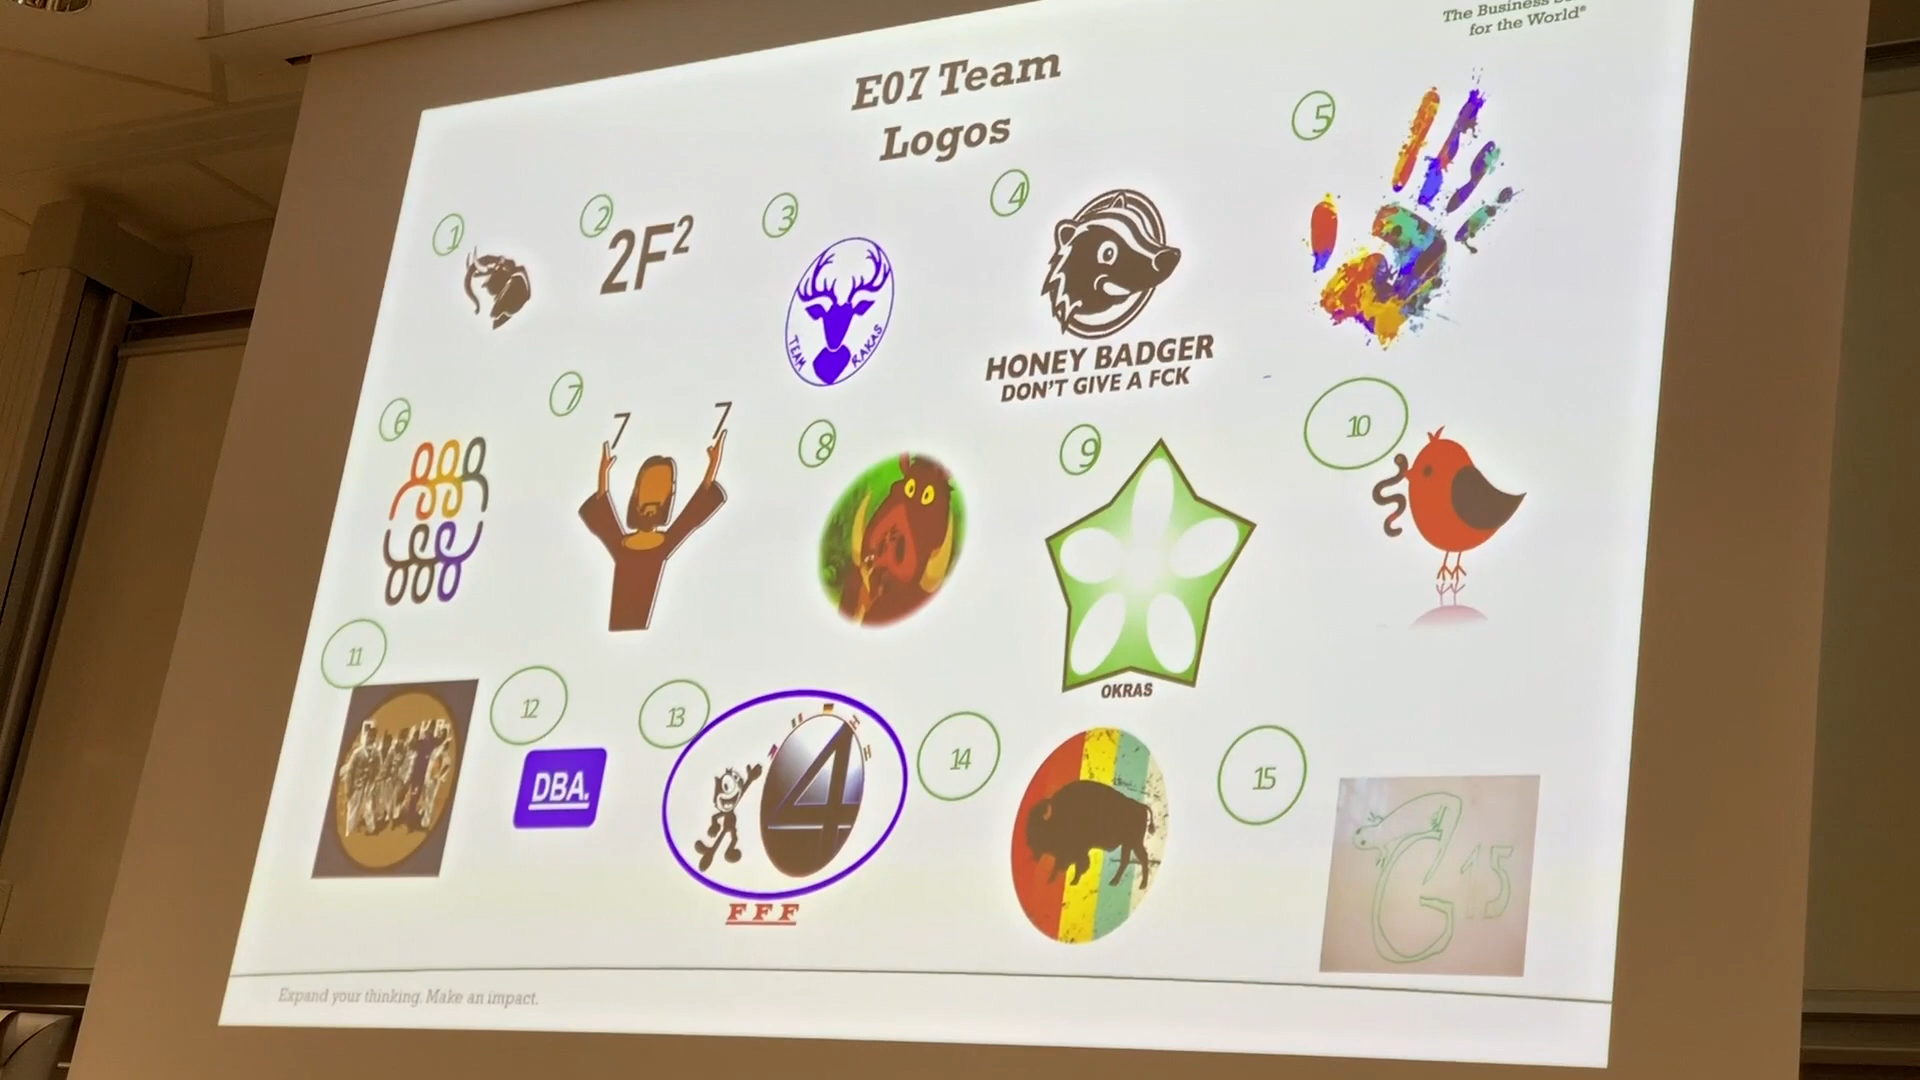 The Business
for the World®
E07 Team
Logos
1
2
2F²
3
TEAM RAKAS
4
HONEY BADGER
DON'T GIVE A FCK
5
6
7
7 7
8
9
OKRAS
10
11
12
DBA.
13
4
FFF
14
15
G15
Expand your thinking. Make an impact.